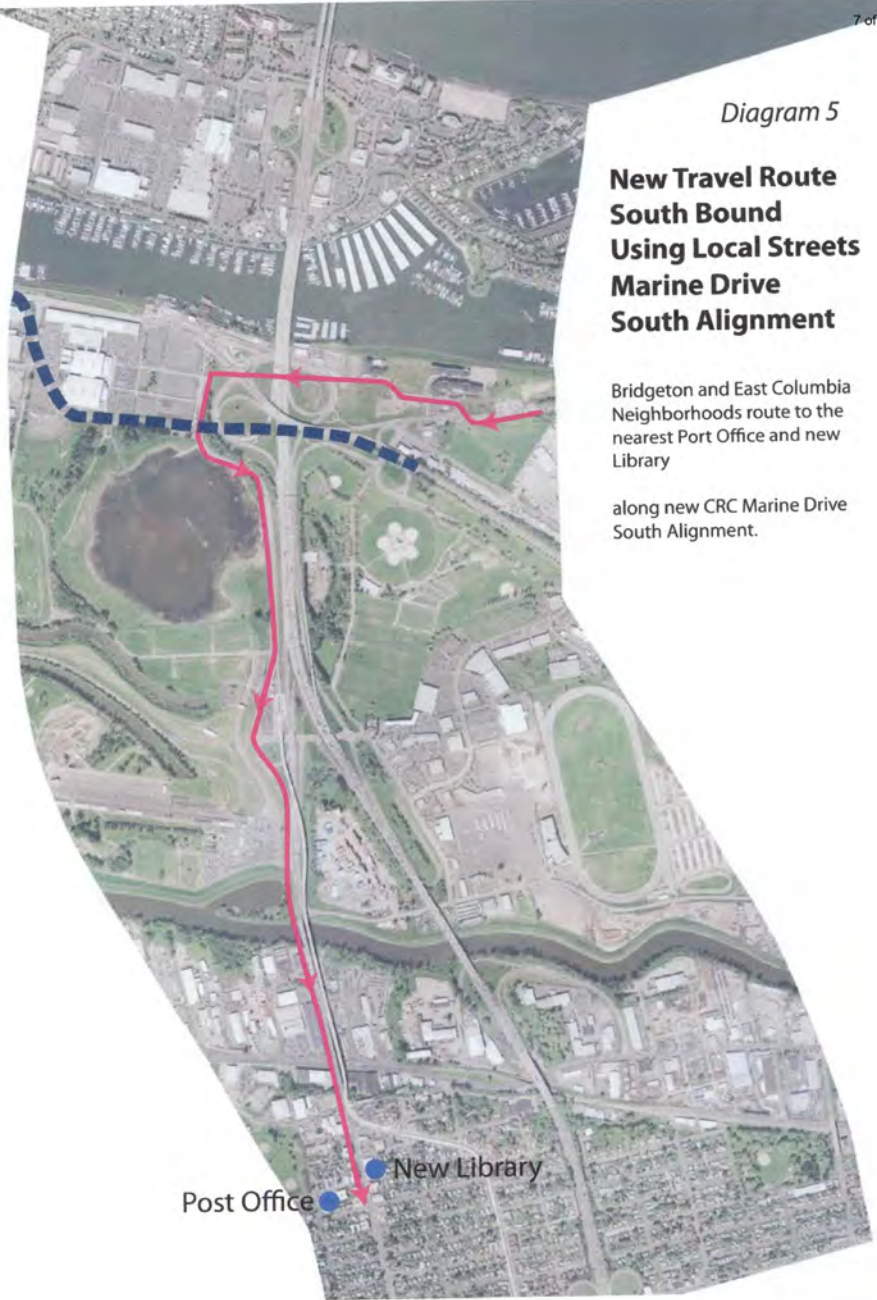 7 of
Diagram 5
New Travel Route
South Bound
Using Local Streets
Marine Drive
South Alignment
Bridgeton and East Columbia
Neighborhoods route to the
nearest Port Office and new
Library
along new CRC Marine Drive
South Alignment.
New Library
Post Office